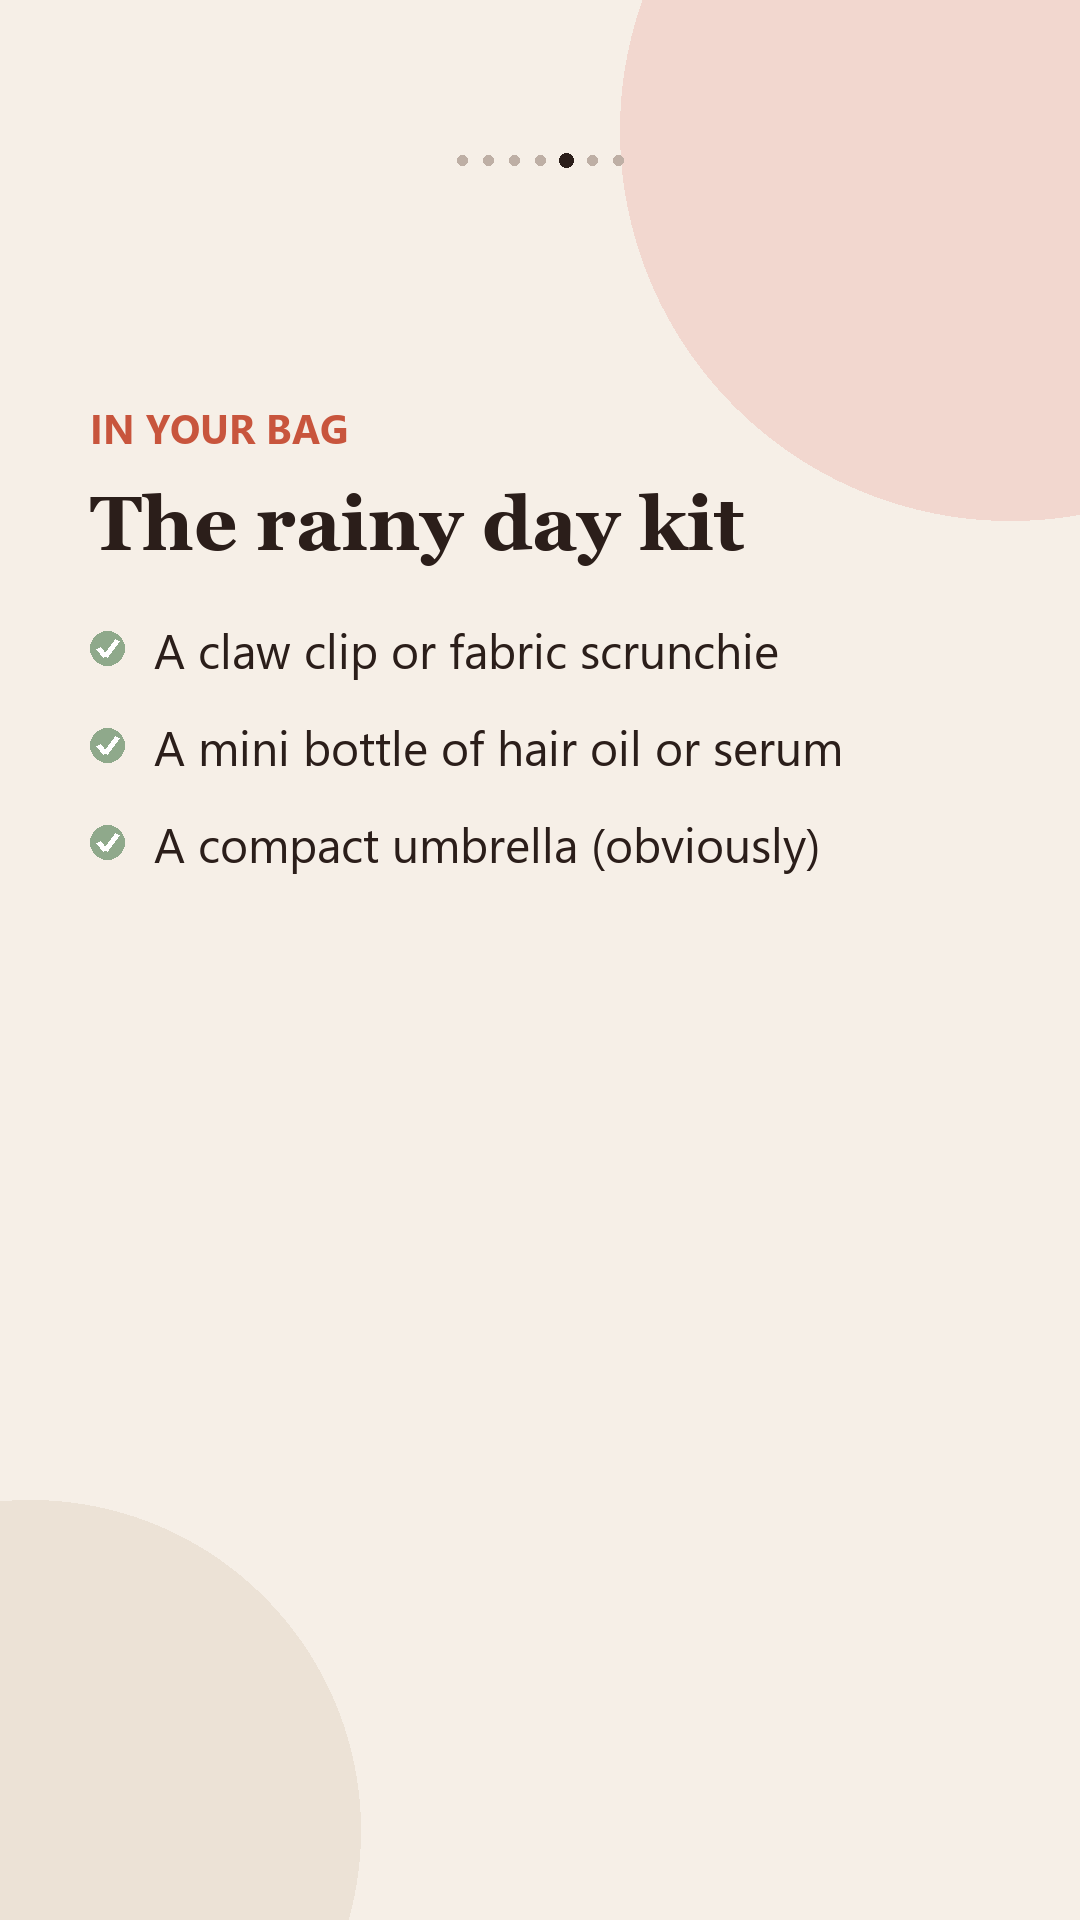 IN YOUR BAG
The rainy day kit
A claw clip or fabric scrunchie
A mini bottle of hair oil or serum
A compact umbrella (obviously)